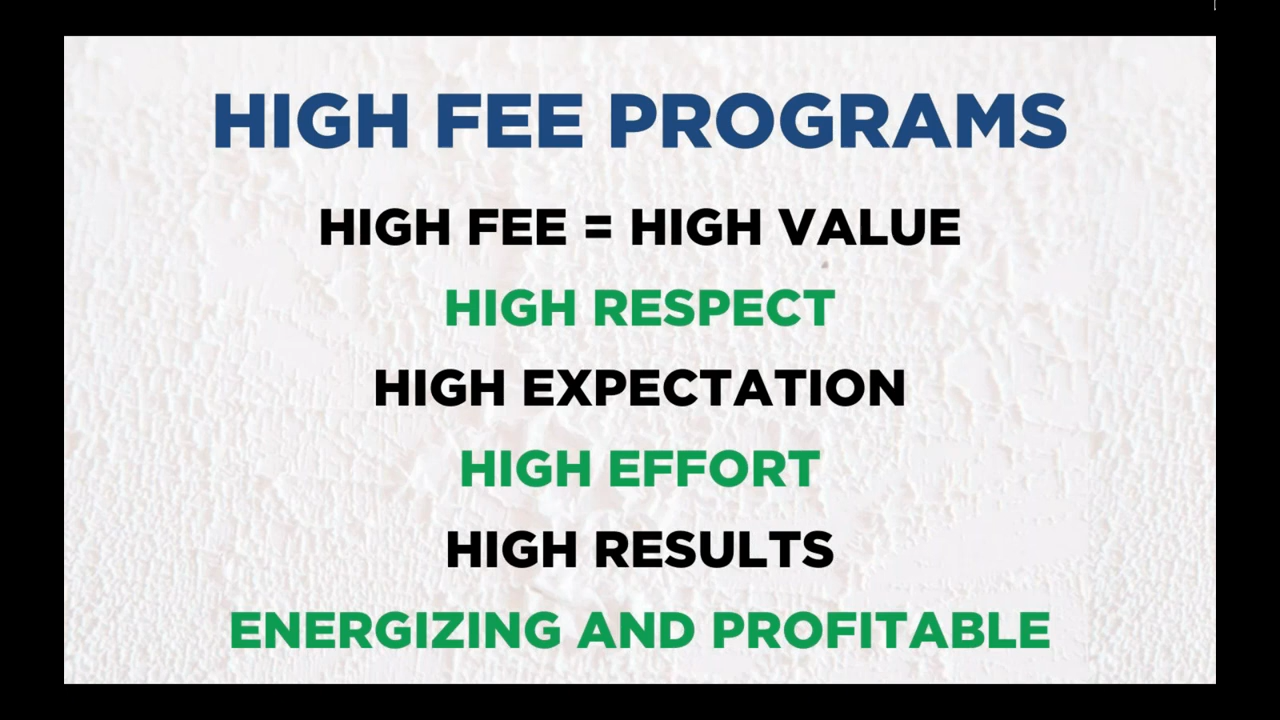 HIGH FEE PROGRAMS
HIGH FEE = HIGH VALUE
HIGH RESPECT
HIGH EXPECTATION
HIGH EFFORT
HIGH RESULTS
ENERGIZING AND PROFITABLE